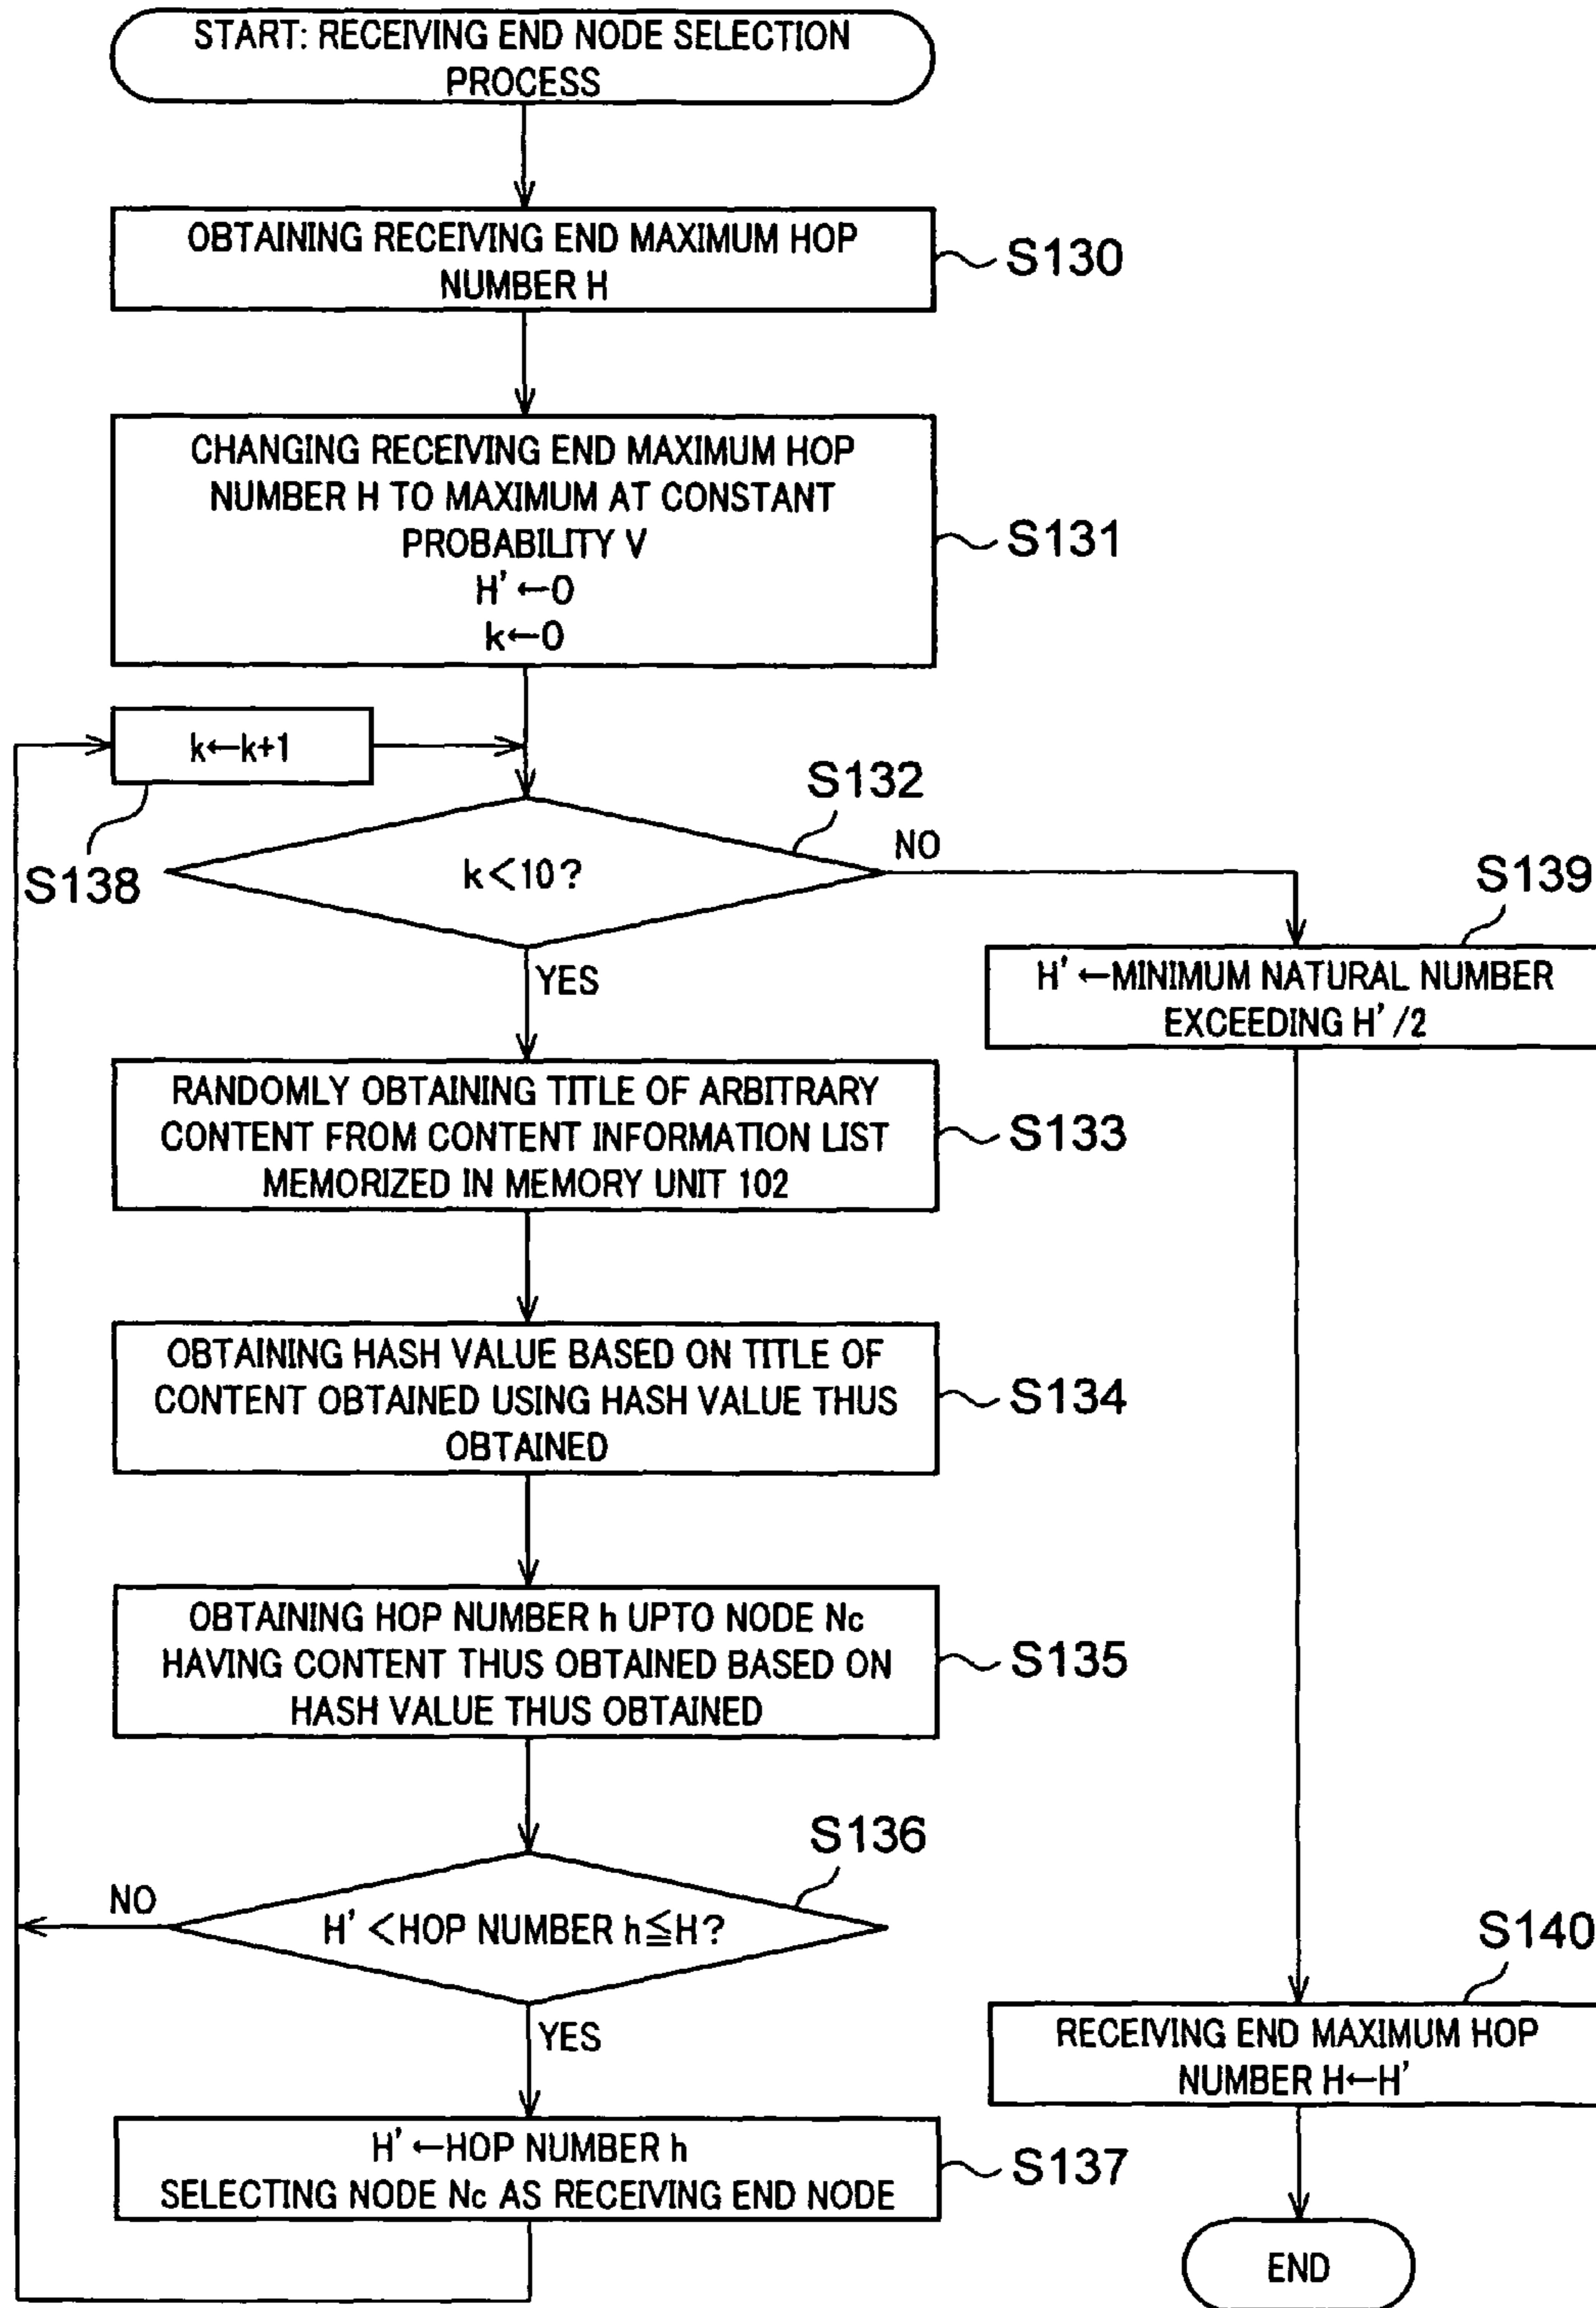 START: RECEIVING END NODE SELECTION
PROCESS
OBTAINING RECEIVING END MAXIMUM HOP
NUMBER H
S130
CHANGING RECEIVING END MAXIMUM HOP
NUMBER H TO MAXIMUM AT CONSTANT
PROBABILITY V
H' ←0
k←0
S131
k←k+1
S138
S132
k<10?
NO
YES
S139
H' ←MINIMUM NATURAL NUMBER
EXCEEDING H'/2
RANDOMLY OBTAINING TITLE OF ARBITRARY
CONTENT FROM CONTENT INFORMATION LIST
MEMORIZED IN MEMORY UNIT 102
S133
OBTAINING HASH VALUE BASED ON TITLE OF
CONTENT OBTAINED USING HASH VALUE THUS
OBTAINED
S134
OBTAINING HOP NUMBER h UPTO NODE Nc
HAVING CONTENT THUS OBTAINED BASED ON
HASH VALUE THUS OBTAINED
S135
S136
NO
H' <HOP NUMBER h≦H?
YES
S140
RECEIVING END MAXIMUM HOP
NUMBER H←H'
H' ←HOP NUMBER h
SELECTING NODE Nc AS RECEIVING END NODE
S137
END